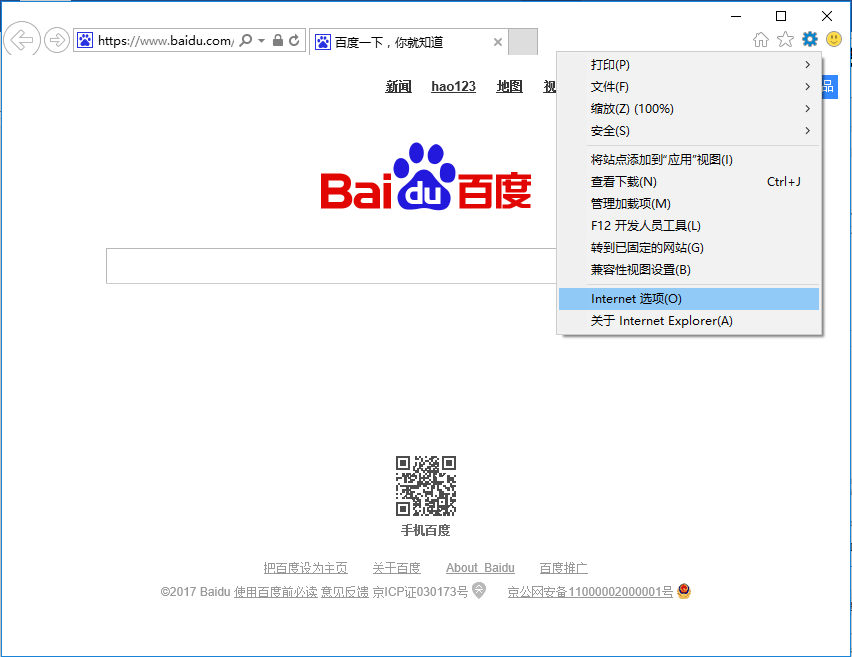 https://www.baidu.com/
百度一下，你就知道
新闻 hao123 地图 视
品
打印(P)
文件(F)
缩放(Z) (100%)
安全(S)
将站点添加到“应用”视图(I)
查看下载(N) Ctrl+J
管理加载项(M)
F12 开发人员工具(L)
转到已固定的网站(G)
兼容性视图设置(B)
Internet 选项(O)
关于 Internet Explorer(A)
Bai du 百度
手机百度
把百度设为主页 关于百度 About Baidu 百度推广
©2017 Baidu 使用百度前必读 意见反馈 京ICP证030173号 京公网安备11000002000001号